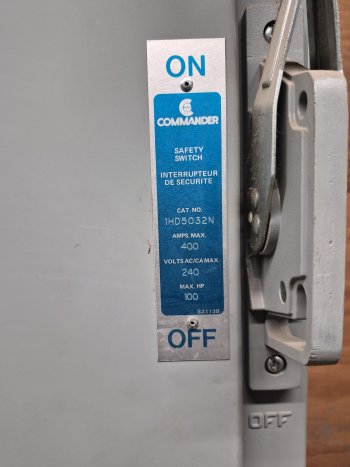 ON
COMMANDER
SAFETY
SWITCH
INTERRUPTEUR
DE SECURITE
CAT. NO.
1HD5032N
AMPS. MAX.
400
VOLTS AC/CA MAX.
240
MAX. HP
100
S31138
OFF
OFF